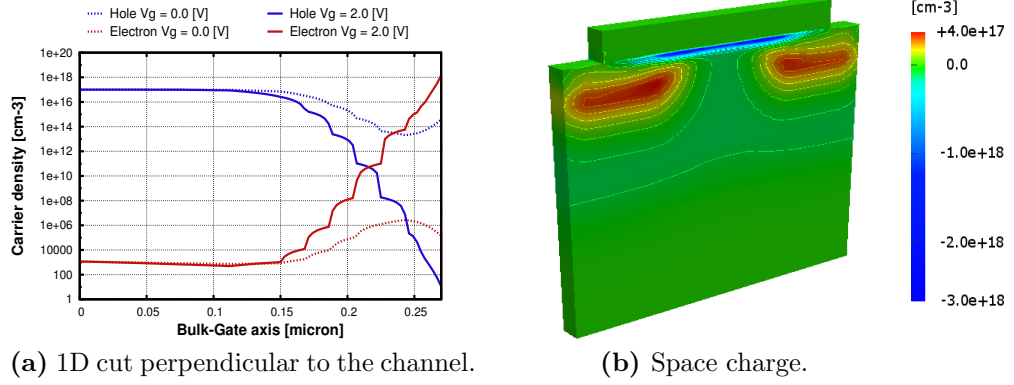 Hole Vg = 0.0 [V]
Electron Vg = 0.0 [V]
Hole Vg = 2.0 [V]
Electron Vg = 2.0 [V]
Carrier density [cm-3]
1e+20
1e+18
1e+16
1e+14
1e+12
1e+10
1e+08
1e+06
10000
100
1
0
0.05
0.1
0.15
0.2
0.25
Bulk-Gate axis [micron]
(a) 1D cut perpendicular to the channel.
[cm-3]
+4.0e+17
0.0
-1.0e+18
-2.0e+18
-3.0e+18
(b) Space charge.